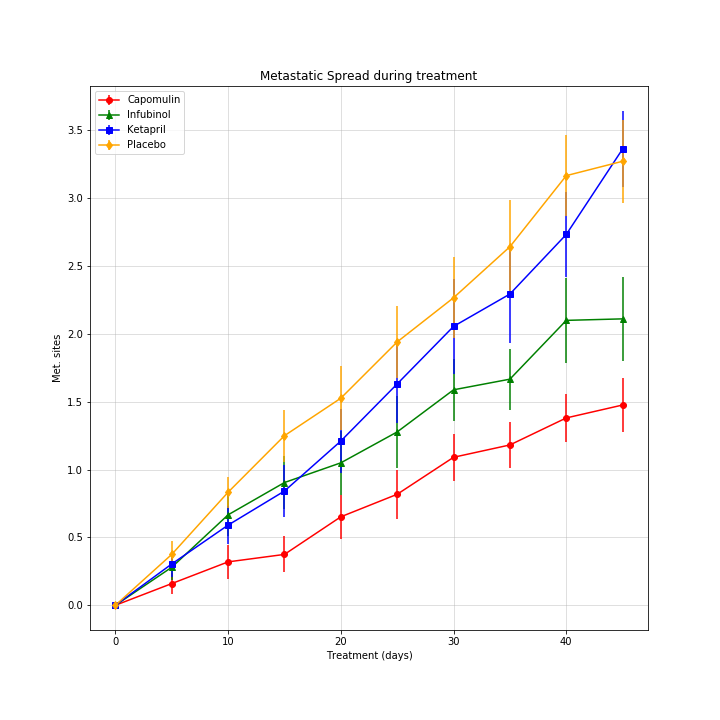 Metastatic Spread during treatment
Capomulin
Infubinol
Ketapril
Placebo
3.5
3.0
2.5
2.0
1.5
1.0
0.5
0.0
Met. sites
0 10 20 30 40
Treatment (days)